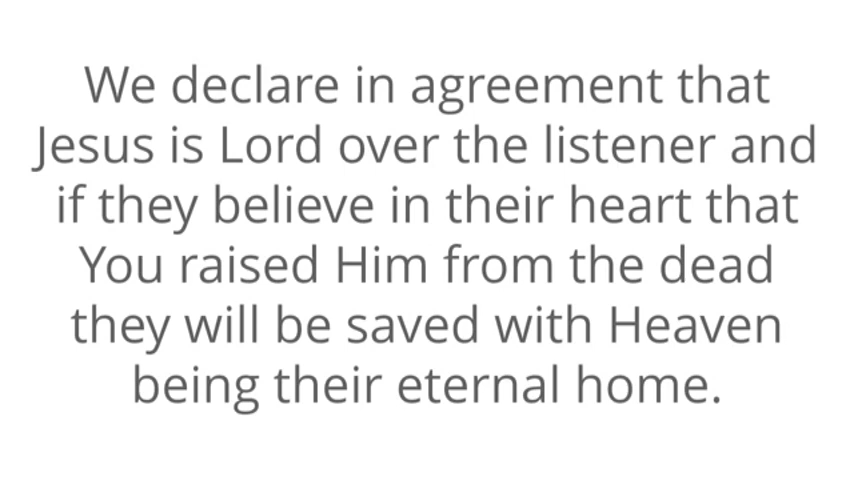 We declare in agreement that
Jesus is Lord over the listener and
if they believe in their heart that
You raised Him from the dead
they will be saved with Heaven
being their eternal home.